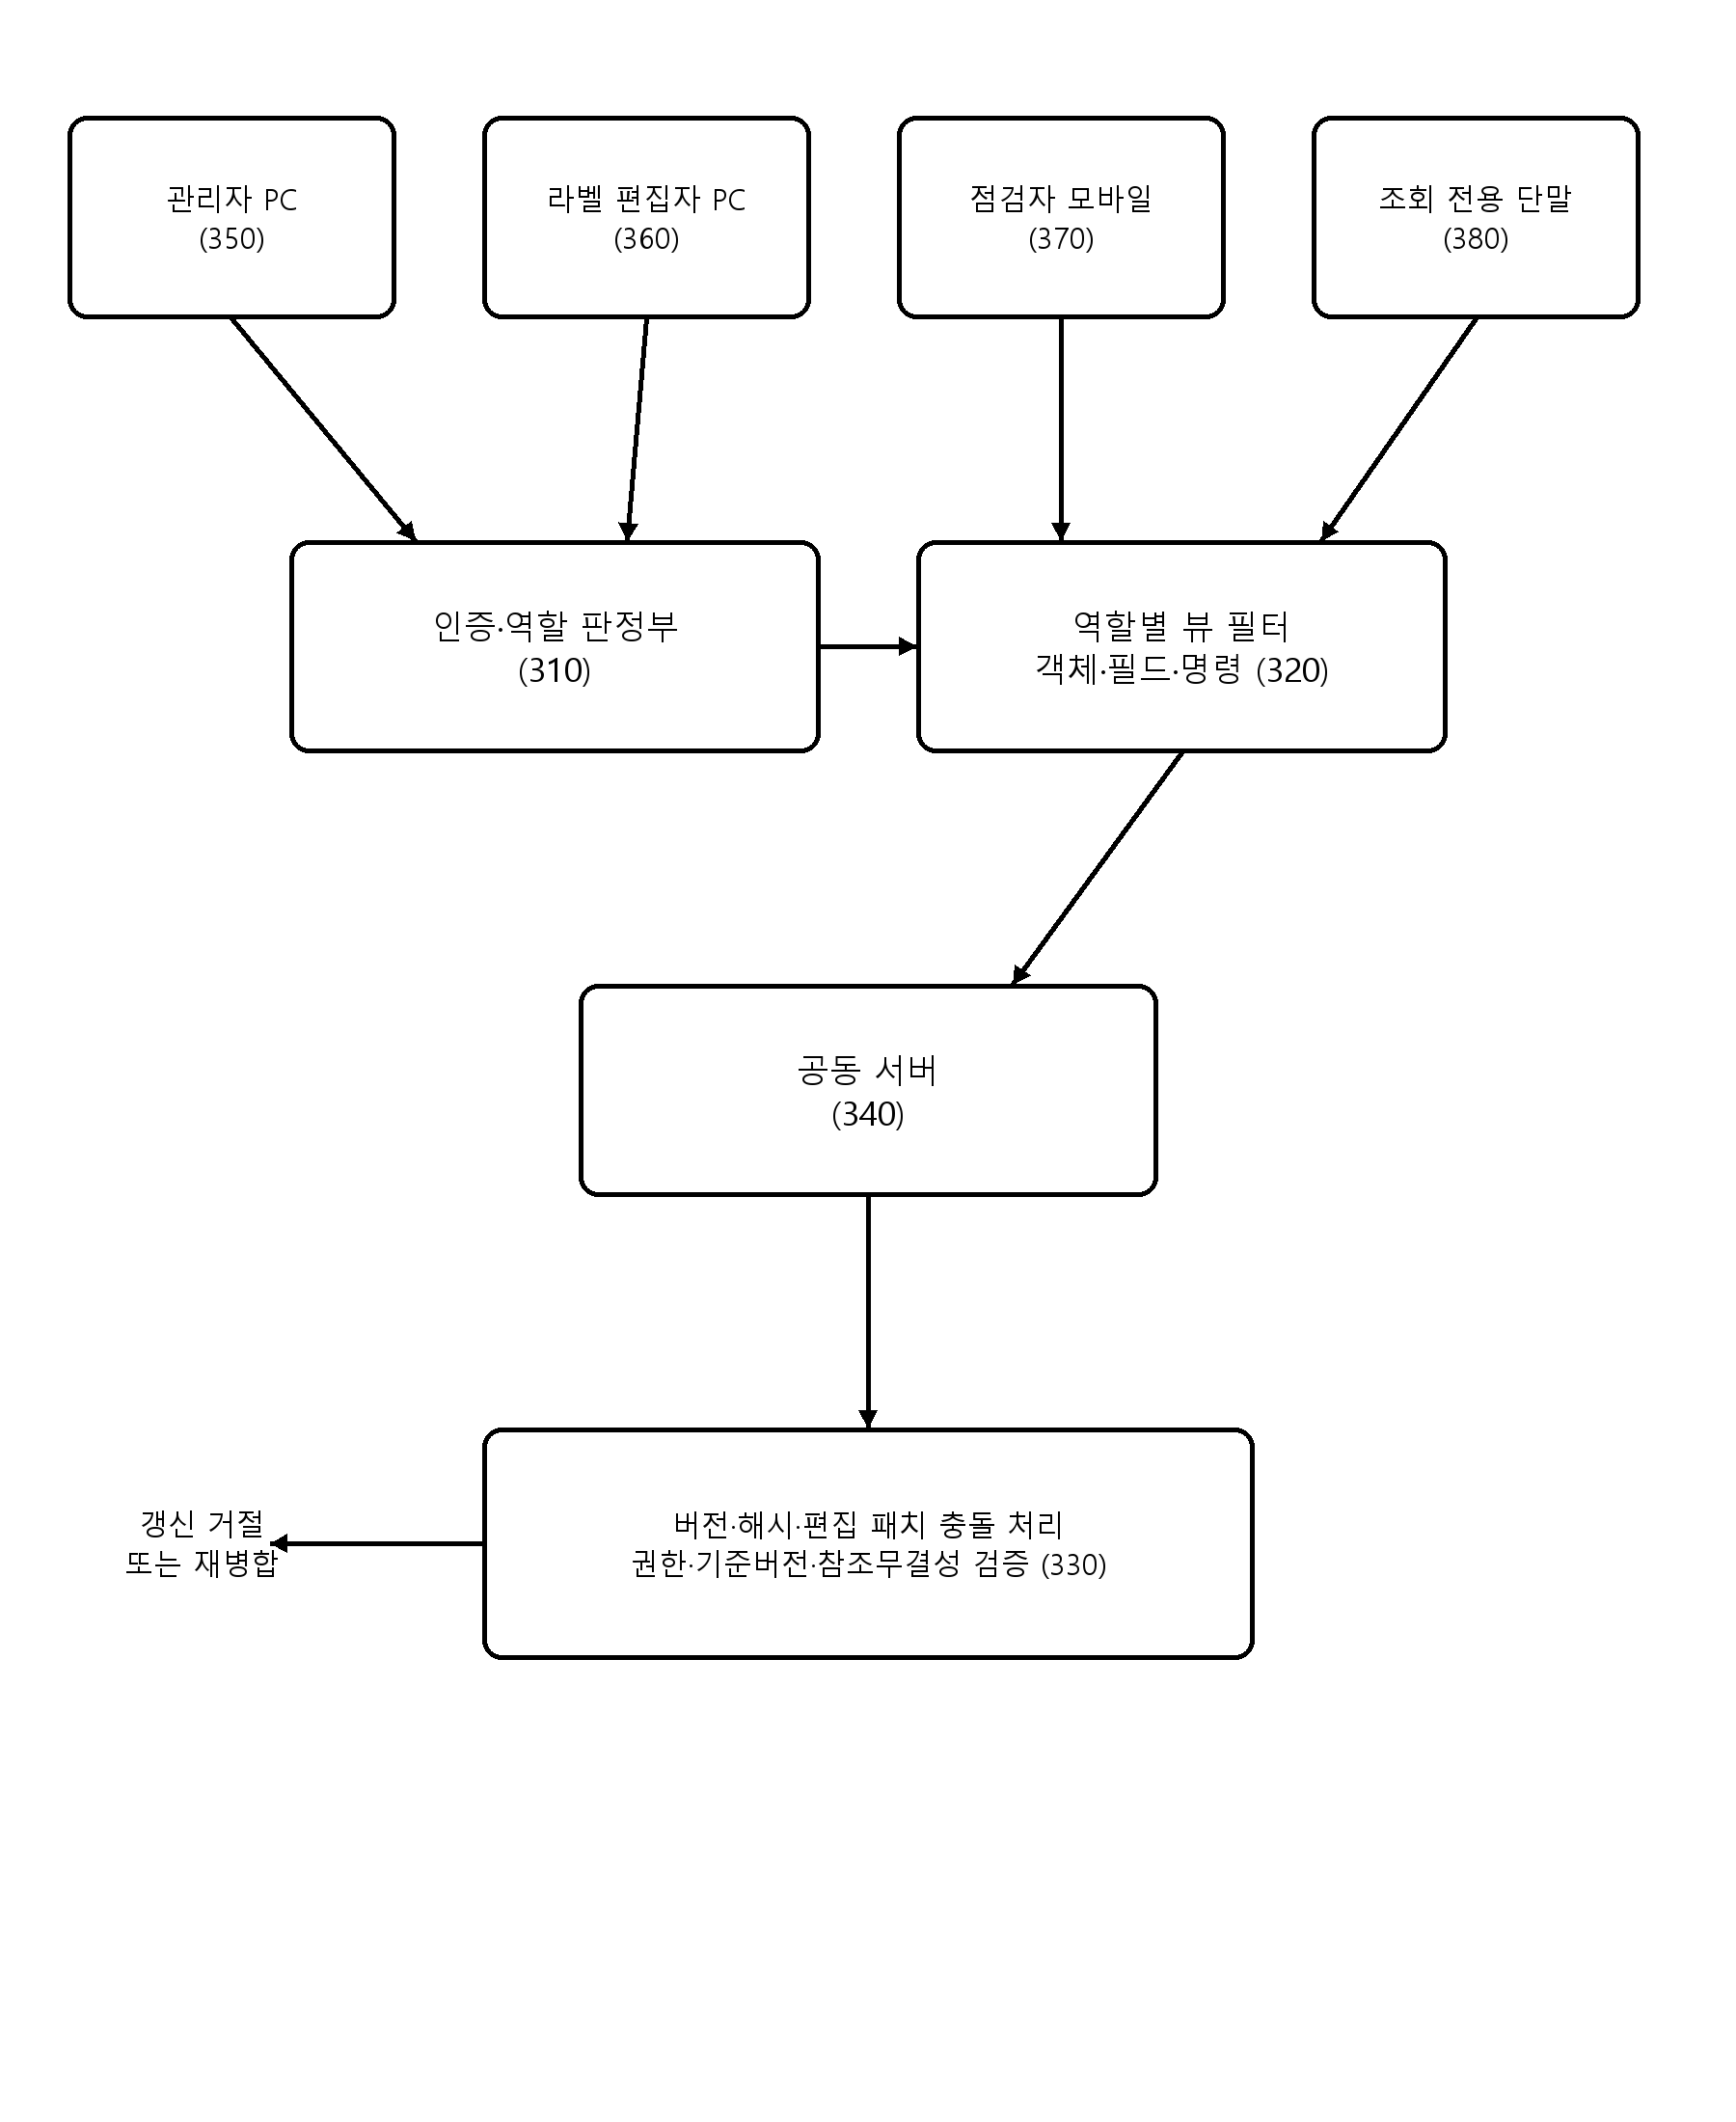 관리자 PC
(350)
라벨 편집자 PC
(360)
점검자 모바일
(370)
조회 전용 단말
(380)
인증·역할 판정부
(310)
역할별 뷰 필터
객체·필드·명령 (320)
공동 서버
(340)
갱신 거절
또는 재병합
버전·해시·편집 패치 충돌 처리
권한·기준버전·참조무결성 검증 (330)